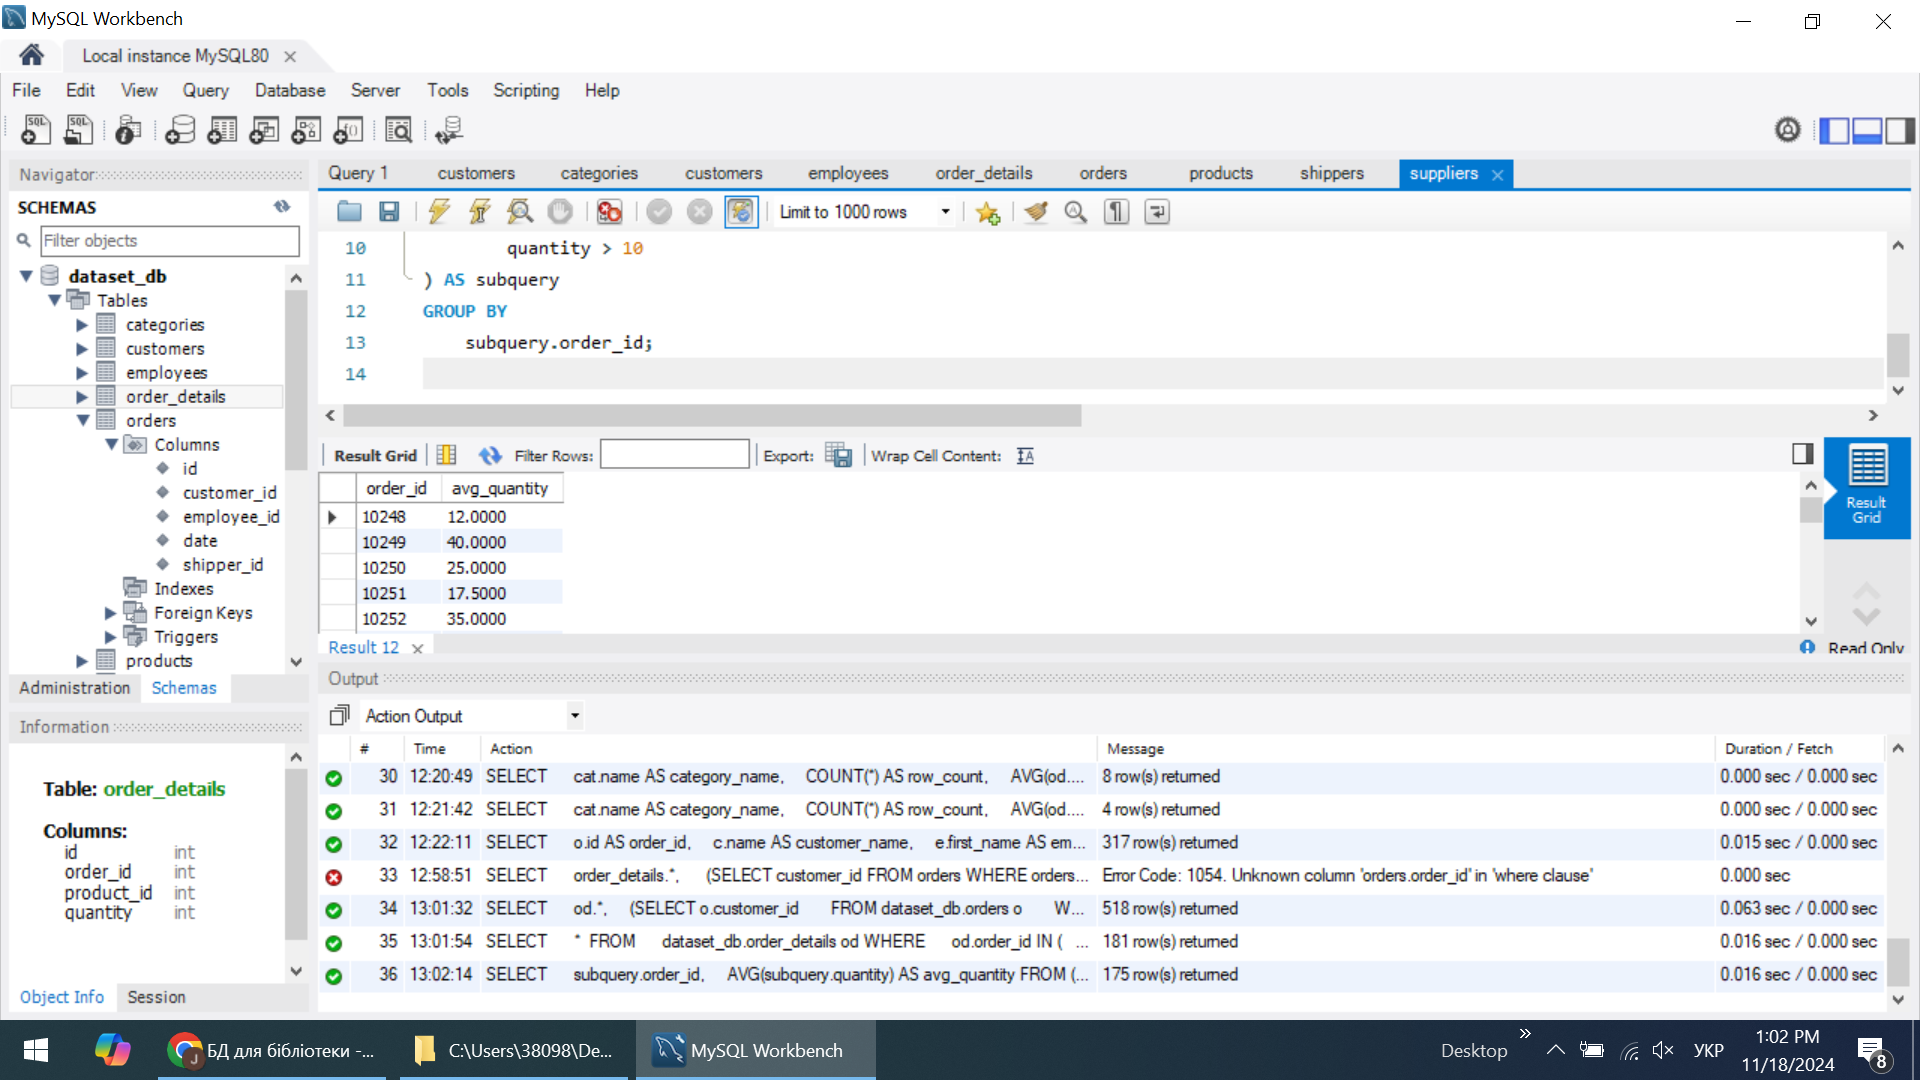 MySQL Workbench
Local instance MySQL80
File Edit View Query Database Server Tools Scripting Help
Navigator
SCHEMAS
Filter objects
dataset_db
Tables
categories
customers
employees
order_details
orders
Columns
id
customer_id
employee_id
date
shipper_id
Indexes
Foreign Keys
Triggers
products
Administration Schemas
Information
Table: order_details
Columns:
id int
order_id int
product_id int
quantity int
Object Info Session
Query 1 customers categories customers employees order_details orders products shippers suppliers
Limit to 1000 rows
10 quantity > 10
11 ) AS subquery
12 GROUP BY
13 subquery.order_id;
14
Result Grid Filter Rows: Export: Wrap Cell Content:
order_id avg_quantity
10248 12.0000
10249 40.0000
10250 25.0000
10251 17.5000
10252 35.0000
Result Grid
Result 12
Read Only
Output
Action Output
# Time Action Message Duration / Fetch
30 12:20:49 SELECT cat.name AS category_name, COUNT(*) AS row_count, AVG(od.... 8 row(s) returned 0.000 sec / 0.000 sec
31 12:21:42 SELECT cat.name AS category_name, COUNT(*) AS row_count, AVG(od.... 4 row(s) returned 0.000 sec / 0.000 sec
32 12:22:11 SELECT o.id AS order_id, c.name AS customer_name, e.first_name AS em... 317 row(s) returned 0.015 sec / 0.000 sec
33 12:58:51 SELECT order_details.*, (SELECT customer_id FROM orders WHERE orders... Error Code: 1054. Unknown column 'orders.order_id' in 'where clause' 0.000 sec
34 13:01:32 SELECT od.*, (SELECT o.customer_id FROM dataset_db.orders o W... 518 row(s) returned 0.063 sec / 0.000 sec
35 13:01:54 SELECT * FROM dataset_db.order_details od WHERE od.order_id IN ( ... 181 row(s) returned 0.016 sec / 0.000 sec
36 13:02:14 SELECT subquery.order_id, AVG(subquery.quantity) AS avg_quantity FROM (... 175 row(s) returned 0.016 sec / 0.000 sec
БД для бібліотеки -...
C:\Users\38098\De...
MySQL Workbench
Desktop
УКР
1:02 PM
11/18/2024
8